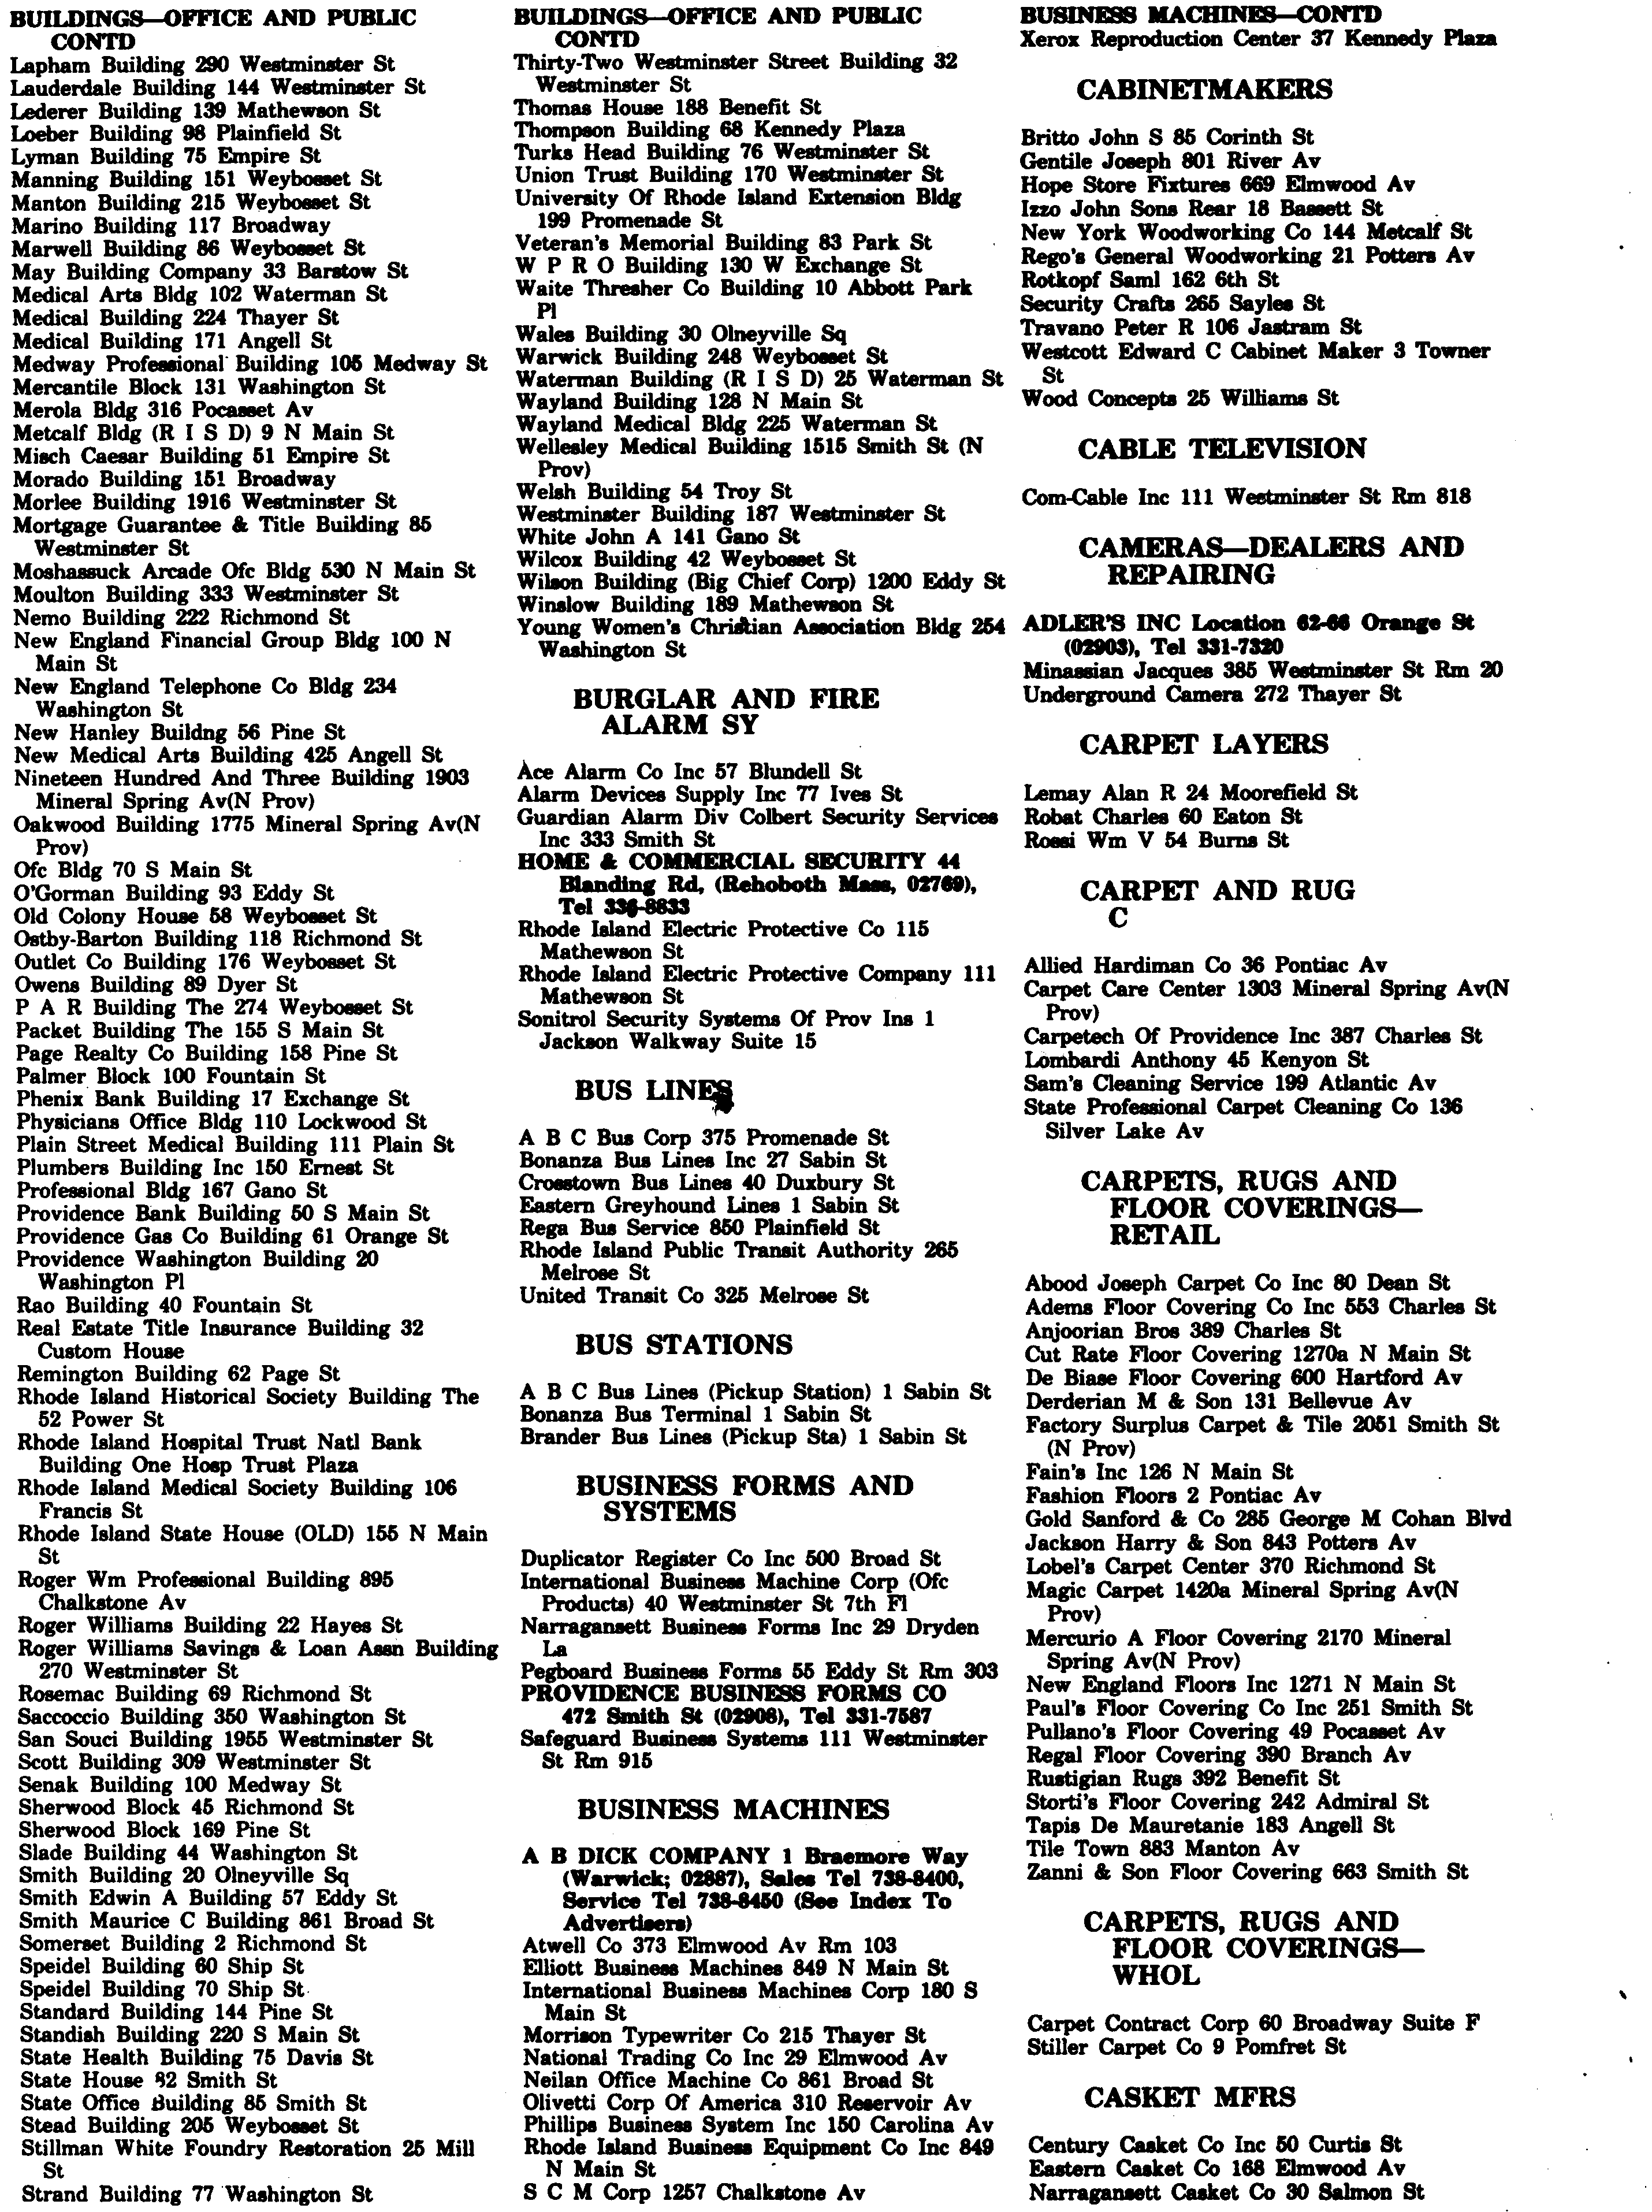 BUILDINGS—OFFICE AND PUBLIC
CONTD
Lapham Building 290 Westminster St
Lauderdale Building 144 Westminster St
Lederer Building 139 Mathewson St
Loeber Building 98 Plainfield St
Lyman Building 75 Empire St
Manning Building 151 Weybosset St
Manton Building 215 Weybosset St
Marino Building 117 Broadway
Marwell Building 86 Weybosset St
May Building Company 33 Barstow St
Medical Arts Bldg 102 Waterman St
Medical Building 224 Thayer St
Medical Building 171 Angell St
Medway Professional Building 105 Medway St
Mercantile Block 131 Washington St
Merola Bldg 316 Pocasset Av
Metcalf Bldg (R I S D) 9 N Main St
Misch Caesar Building 51 Empire St
Morado Building 151 Broadway
Morlee Building 1916 Westminster St
Mortgage Guarantee & Title Building 85
Westminster St
Moshassuck Arcade Ofc Bldg 530 N Main St
Moulton Building 333 Westminster St
Nemo Building 222 Richmond St
New England Financial Group Bldg 100 N
Main St
New England Telephone Co Bldg 234
Washington St
New Hanley Buildng 56 Pine St
New Medical Arts Building 425 Angell St
Nineteen Hundred And Three Building 1903
Mineral Spring Av(N Prov)
Oakwood Building 1775 Mineral Spring Av(N
Prov)
Ofc Bldg 70 S Main St
O'Gorman Building 93 Eddy St
Old Colony House 58 Weybosset St
Ostby-Barton Building 118 Richmond St
Outlet Co Building 176 Weybosset St
Owens Building 89 Dyer St
P A R Building The 274 Weybosset St
Packet Building The 155 S Main St
Page Realty Co Building 158 Pine St
Palmer Block 100 Fountain St
Phenix Bank Building 17 Exchange St
Physicians Office Bldg 110 Lockwood St
Plain Street Medical Building 111 Plain St
Plumbers Building Inc 150 Ernest St
Professional Bldg 167 Gano St
Providence Bank Building 50 S Main St
Providence Gas Co Building 61 Orange St
Providence Washington Building 20
Washington Pl
Rao Building 40 Fountain St
Real Estate Title Insurance Building 32
Custom House
Remington Building 62 Page St
Rhode Island Historical Society Building The
52 Power St
Rhode Island Hospital Trust Natl Bank
Building One Hosp Trust Plaza
Rhode Island Medical Society Building 106
Francis St
Rhode Island State House (OLD) 155 N Main
St
Roger Wm Professional Building 895
Chalkstone Av
Roger Williams Building 22 Hayes St
Roger Williams Savings & Loan Assn Building
270 Westminster St
Rosemac Building 69 Richmond St
Saccoccio Building 350 Washington St
San Souci Building 1955 Westminster St
Scott Building 309 Westminster St
Senak Building 100 Medway St
Sherwood Block 45 Richmond St
Sherwood Block 169 Pine St
Slade Building 44 Washington St
Smith Building 20 Olneyville Sq
Smith Edwin A Building 57 Eddy St
Smith Maurice C Building 861 Broad St
Somerset Building 2 Richmond St
Speidel Building 60 Ship St
Speidel Building 70 Ship St
Standard Building 144 Pine St
Standish Building 220 S Main St
State Health Building 75 Davis St
State House 82 Smith St
State Office Building 85 Smith St
Stead Building 205 Weybosset St
Stillman White Foundry Restoration 25 Mill
St
Strand Building 77 Washington St
BUILDINGS—OFFICE AND PUBLIC
CONTD
Thirty-Two Westminster Street Building 32
Westminster St
Thomas House 188 Benefit St
Thompson Building 68 Kennedy Plaza
Turks Head Building 76 Westminster St
Union Trust Building 170 Westminster St
University Of Rhode Island Extension Bldg
199 Promenade St
Veteran's Memorial Building 83 Park St
W P R O Building 130 W Exchange St
Waite Thresher Co Building 10 Abbott Park
Pl
Wales Building 30 Olneyville Sq
Warwick Building 248 Weybosset St
Waterman Building (R I S D) 25 Waterman St
Wayland Building 128 N Main St
Wayland Medical Bldg 225 Waterman St
Wellesley Medical Building 1515 Smith St (N
Prov)
Welsh Building 54 Troy St
Westminster Building 187 Westminster St
White John A 141 Gano St
Wilcox Building 42 Weybosset St
Wilson Building (Big Chief Corp) 1200 Eddy St
Winslow Building 189 Mathewson St
Young Women's Christian Association Bldg 254
Washington St
BURGLAR AND FIRE
ALARM SY
Ace Alarm Co Inc 57 Blundell St
Alarm Devices Supply Inc 77 Ives St
Guardian Alarm Div Colbert Security Services
Inc 333 Smith St
HOME & COMMERCIAL SECURITY 44
Blanding Rd, (Rehoboth Mass, 02769),
Tel 336-8833
Rhode Island Electric Protective Co 115
Mathewson St
Rhode Island Electric Protective Company 111
Mathewson St
Sonitrol Security Systems Of Prov Ins 1
Jackson Walkway Suite 15
BUS LINES
A B C Bus Corp 375 Promenade St
Bonanza Bus Lines Inc 27 Sabin St
Crosstown Bus Lines 40 Duxbury St
Eastern Greyhound Lines 1 Sabin St
Rega Bus Service 850 Plainfield St
Rhode Island Public Transit Authority 265
Melrose St
United Transit Co 325 Melrose St
BUS STATIONS
A B C Bus Lines (Pickup Station) 1 Sabin St
Bonanza Bus Terminal 1 Sabin St
Brander Bus Lines (Pickup Sta) 1 Sabin St
BUSINESS FORMS AND
SYSTEMS
Duplicator Register Co Inc 500 Broad St
International Business Machine Corp (Ofc
Products) 40 Westminster St 7th Fl
Narragansett Business Forms Inc 29 Dryden
La
Pegboard Business Forms 55 Eddy St Rm 303
PROVIDENCE BUSINESS FORMS CO
472 Smith St (02908), Tel 331-7587
Safeguard Business Systems 111 Westminster
St Rm 915
BUSINESS MACHINES
A B DICK COMPANY 1 Braemore Way
(Warwick; 02887), Sales Tel 738-8400,
Service Tel 738-8450 (See Index To
Advertisers)
Atwell Co 373 Elmwood Av Rm 103
Elliott Business Machines 849 N Main St
International Business Machines Corp 180 S
Main St
Morrison Typewriter Co 215 Thayer St
National Trading Co Inc 29 Elmwood Av
Neilan Office Machine Co 861 Broad St
Olivetti Corp Of America 310 Reservoir Av
Phillips Business System Inc 150 Carolina Av
Rhode Island Business Equipment Co Inc 849
N Main St
S C M Corp 1257 Chalkstone Av
BUSINESS MACHINES—CONTD
Xerox Reproduction Center 37 Kennedy Plaza
CABINETMAKERS
Britto John S 85 Corinth St
Gentile Joseph 801 River Av
Hope Store Fixtures 669 Elmwood Av
Izzo John Sons Rear 18 Bassett St
New York Woodworking Co 144 Metcalf St
Rego's General Woodworking 21 Potters Av
Rotkopf Saml 162 6th St
Security Crafts 265 Sayles St
Travano Peter R 106 Jastram St
Westcott Edward C Cabinet Maker 3 Towner
St
Wood Concepts 25 Williams St
CABLE TELEVISION
Com-Cable Inc 111 Westminster St Rm 818
CAMERAS—DEALERS AND
REPAIRING
ADLER'S INC Location 62-66 Orange St
(02903), Tel 331-7320
Minassian Jacques 385 Westminster St Rm 20
Underground Camera 272 Thayer St
CARPET LAYERS
Lemay Alan R 24 Moorefield St
Robat Charles 60 Eaton St
Rossi Wm V 54 Burns St
CARPET AND RUG
C
Allied Hardiman Co 36 Pontiac Av
Carpet Care Center 1303 Mineral Spring Av(N
Prov)
Carpetech Of Providence Inc 387 Charles St
Lombardi Anthony 45 Kenyon St
Sam's Cleaning Service 199 Atlantic Av
State Professional Carpet Cleaning Co 136
Silver Lake Av
CARPETS, RUGS AND
FLOOR COVERINGS—
RETAIL
Abood Joseph Carpet Co Inc 80 Dean St
Adems Floor Covering Co Inc 553 Charles St
Anjoorian Bros 389 Charles St
Cut Rate Floor Covering 1270a N Main St
De Biase Floor Covering 600 Hartford Av
Derderian M & Son 131 Bellevue Av
Factory Surplus Carpet & Tile 2051 Smith St
(N Prov)
Fain's Inc 126 N Main St
Fashion Floors 2 Pontiac Av
Gold Sanford & Co 285 George M Cohan Blvd
Jackson Harry & Son 843 Potters Av
Lobel's Carpet Center 370 Richmond St
Magic Carpet 1420a Mineral Spring Av(N
Prov)
Mercurio A Floor Covering 2170 Mineral
Spring Av(N Prov)
New England Floors Inc 1271 N Main St
Paul's Floor Covering Co Inc 251 Smith St
Pullano's Floor Covering 49 Pocasset Av
Regal Floor Covering 390 Branch Av
Rustigian Rugs 392 Benefit St
Storti's Floor Covering 242 Admiral St
Tapis De Mauretanie 183 Angell St
Tile Town 883 Manton Av
Zanni & Son Floor Covering 663 Smith St
CARPETS, RUGS AND
FLOOR COVERINGS—
WHOL
Carpet Contract Corp 60 Broadway Suite F
Stiller Carpet Co 9 Pomfret St
CASKET MFRS
Century Casket Co Inc 50 Curtis St
Eastern Casket Co 168 Elmwood Av
Narragansett Casket Co 30 Salmon St